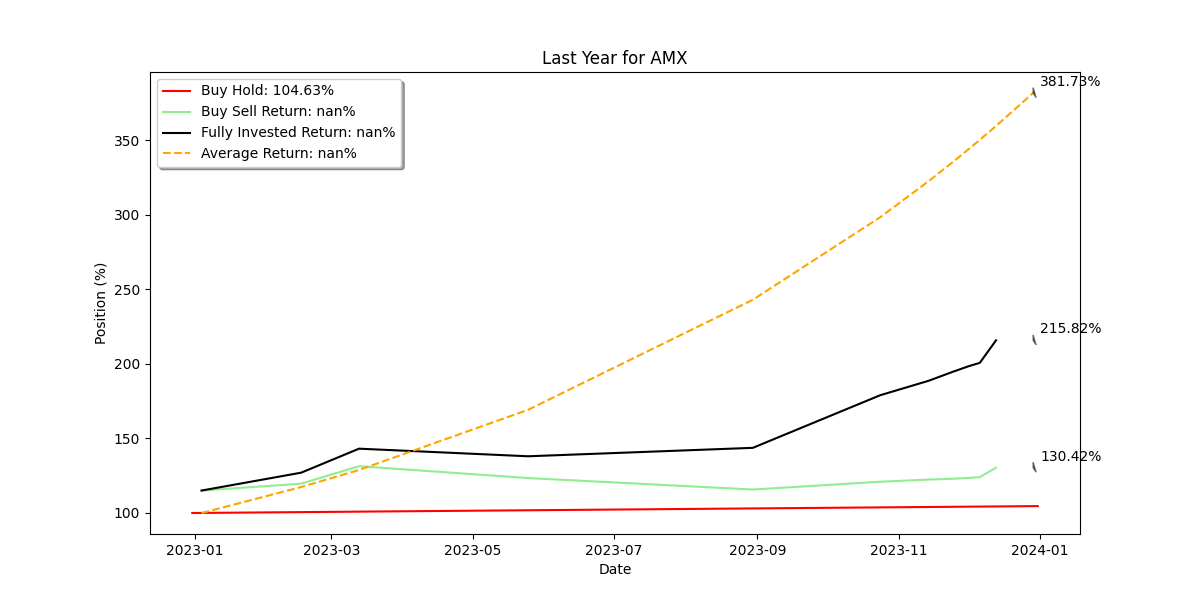 Last Year for AMX
Buy Hold: 104.63%
Buy Sell Return: nan%
Fully Invested Return: nan%
Average Return: nan%
381.73%
215.82%
130.42%
Position (%)
350
300
250
200
150
100
2023-01
2023-03
2023-05
2023-07
2023-09
2023-11
2024-01
Date